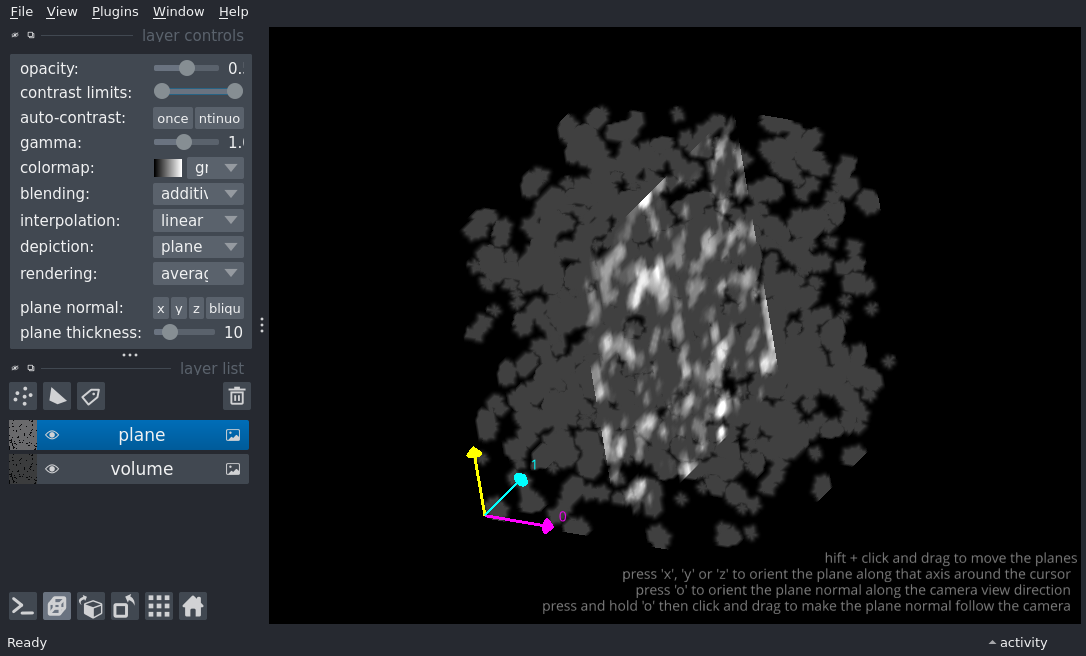 File View Plugins Window Help
layer controls
opacity: 0.
contrast limits:
auto-contrast: once ntinuo
gamma: 1.
colormap: gr
blending: additiv
interpolation: linear
depiction: plane
rendering: averag
plane normal: x y z bliqu
plane thickness: 10
layer list
plane
volume
1
0
hift + click and drag to move the planes
press 'x', 'y' or 'z' to orient the plane along that axis around the cursor
press 'o' to orient the plane normal along the camera view direction
press and hold 'o' then click and drag to make the plane normal follow the camera
Ready activity